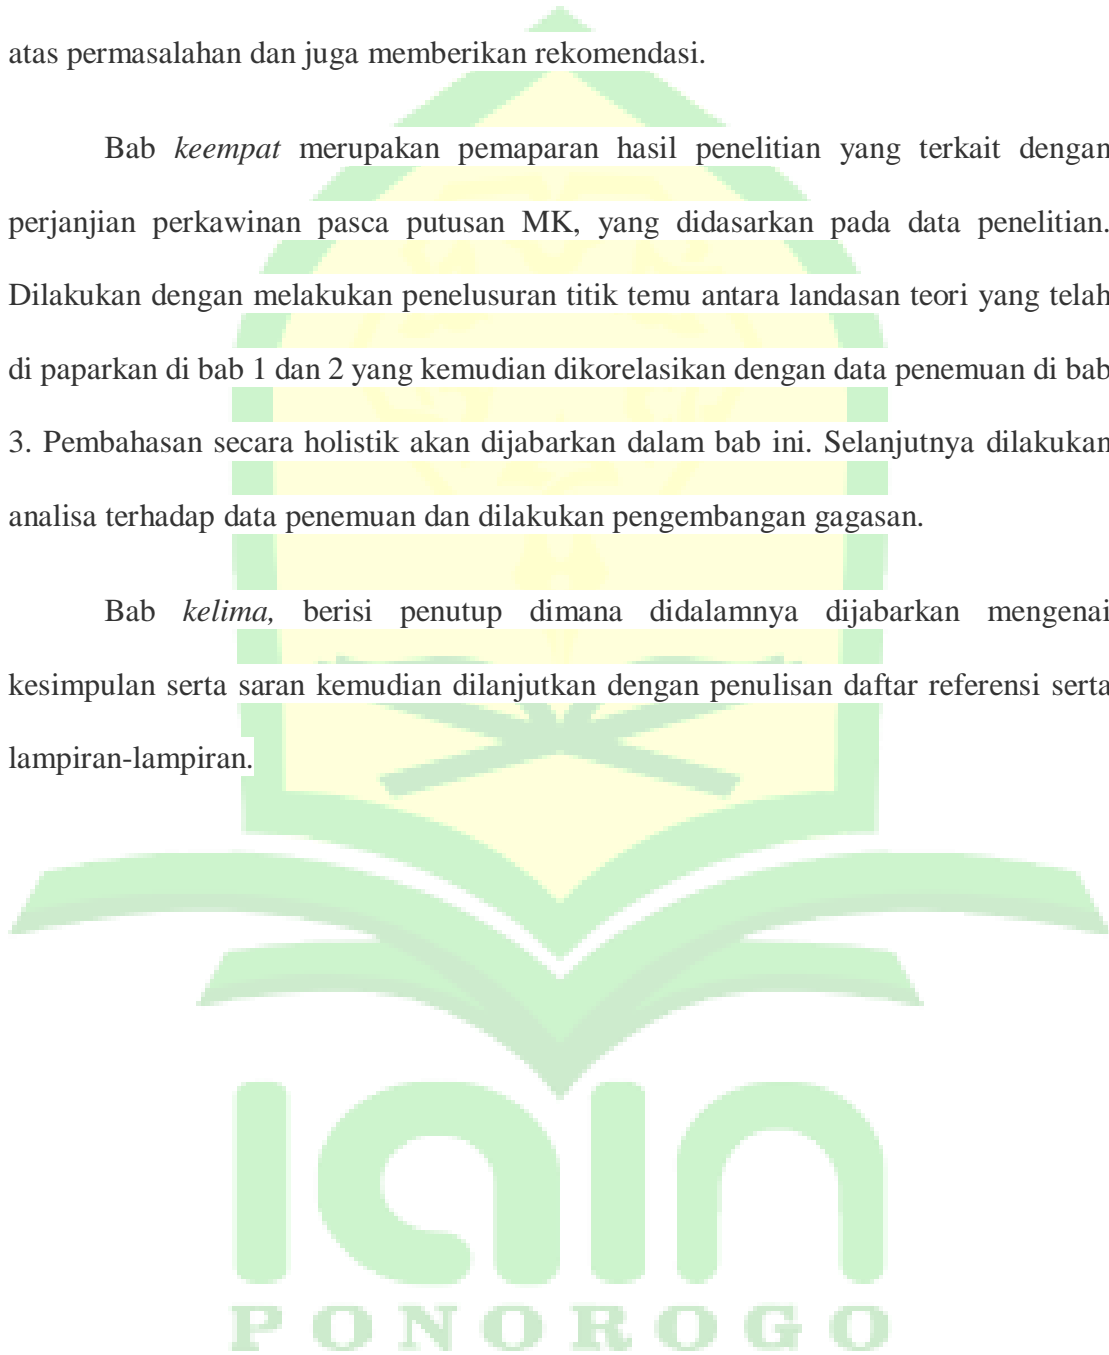 atas permasalahan dan juga memberikan rekomendasi.
Bab keempat merupakan pemaparan hasil penelitian yang terkait dengan
perjanjian perkawinan pasca putusan MK, yang didasarkan pada data penelitian.
Dilakukan dengan melakukan penelusuran titik temu antara landasan teori yang telah
di paparkan di bab 1 dan 2 yang kemudian dikorelasikan dengan data penemuan di bab
3. Pembahasan secara holistik akan dijabarkan dalam bab ini. Selanjutnya dilakukan
analisa terhadap data penemuan dan dilakukan pengembangan gagasan.
Bab kelima, berisi penutup dimana didalamnya dijabarkan mengenai
kesimpulan serta saran kemudian dilanjutkan dengan penulisan daftar referensi serta
lampiran-lampiran.
iain
PONOROGO